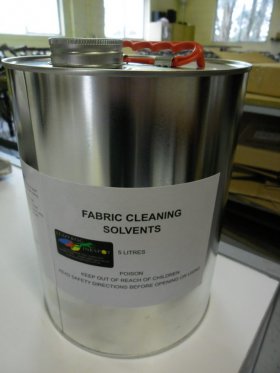 FABRIC CLEANING
SOLVENTS
5 LITRES
POISON
KEEP OUT OF REACH OF CHILDREN
READ SAFETY DIRECTIONS BEFORE OPENING OR USING